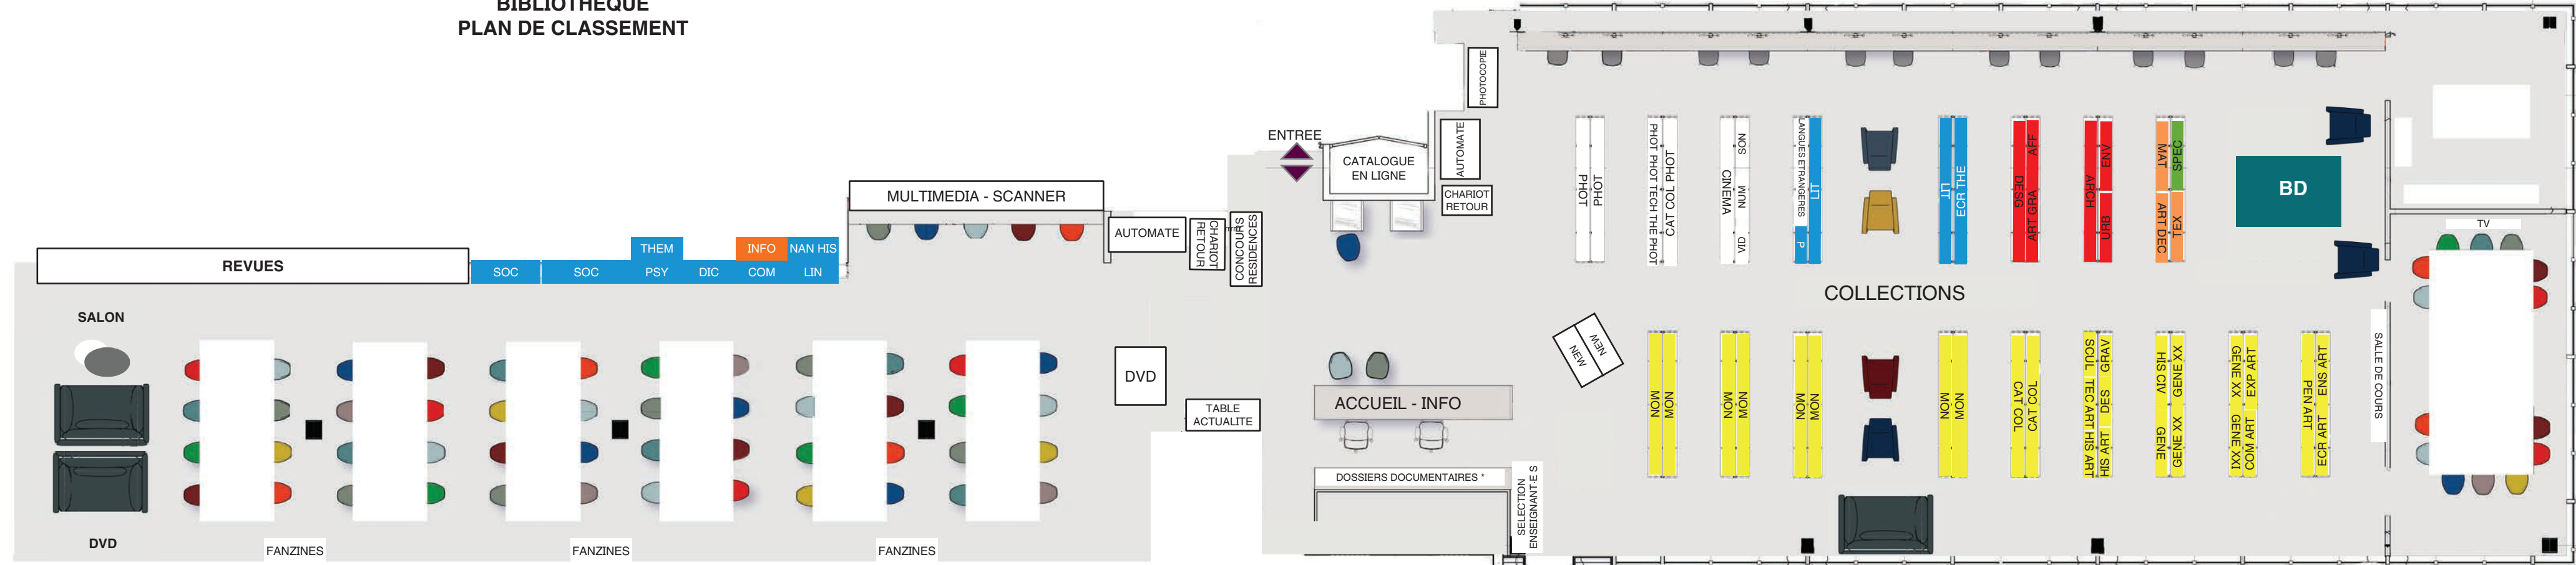 BIBLIOTHEQUE
PLAN DE CLASSEMENT
PHOTOCOPIE
ENTREE
CATALOGUE
EN LIGNE
AUTOMATE
CHARIOT
RETOUR
MULTIMEDIA - SCANNER
AUTOMATE
CHARIOT
RETOUR
CONCOURS
RESIDENCES
REVUES
THEM
INFO
NAN HIS
SOC
SOC
PSY
DIC
COM
LIN
PHOT
PHOT
PHOT PHOT TECH THE PHOT
CAT COL PHOT
CINEMA
SON
NUM
VID
LANGUES ETRANGERES
P
LIT
LIT
ECR THE
DESG
ART GRA
AFF
ARCH
URB
ENV
MAT
ART DEC
SPEC
TEX
BD
TV
COLLECTIONS
SALON
DVD
FANZINES
FANZINES
FANZINES
DVD
TABLE
ACTUALITE
ACCUEIL - INFO
DOSSIERS DOCUMENTAIRES *
SELECTION
ENSEIGNANT-E S
NEW
NEW
MON
MON
MON
MON
MON
MON
MON
MON
CAT COL
CAT COL
SCUL TEC ART HIS ART
HIS ART DES GRAV
HIS CIV GENE
GENE XX GENE XX
GENE XX GENE XXI
COM ART EXP ART
PEN ART
ECR ART ENS ART
SALLE DE COURS